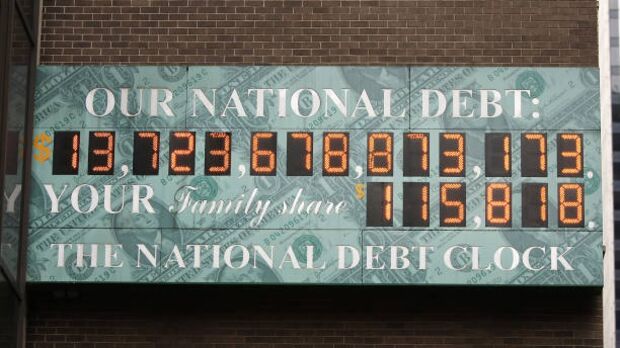 OUR NATIONAL DEBT:
$13,723,678,873,173.
YOUR Family share $115,818.
THE NATIONAL DEBT CLOCK